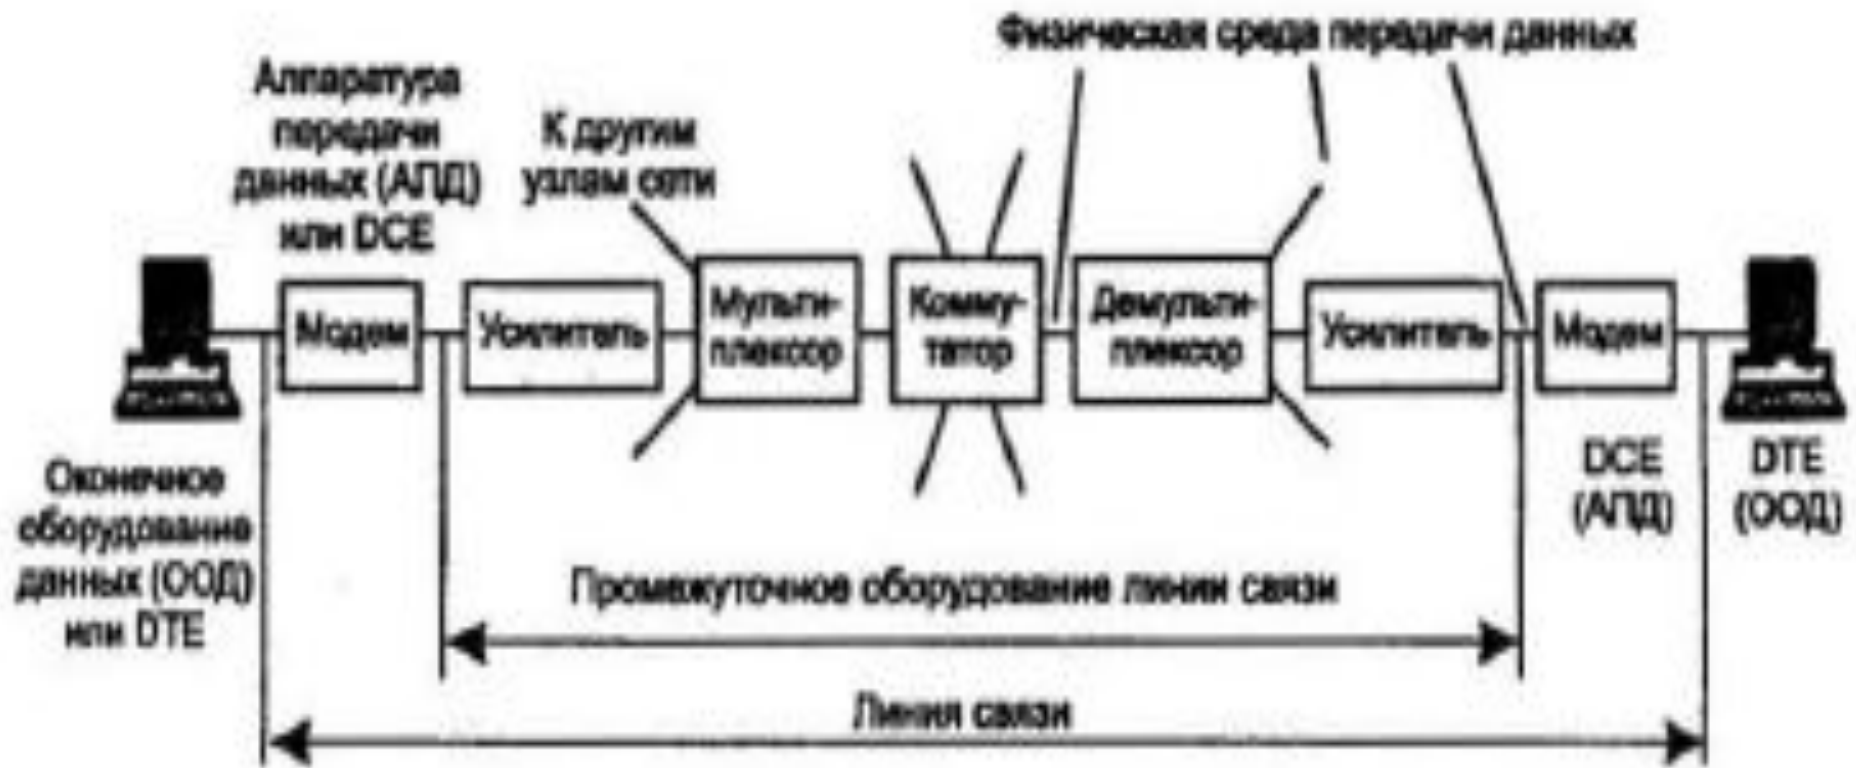 Физическая среда передачи данных
Аппаратура
передачи
данных (АПД)
или DCE
К другим
узлам сети
Модем
Усилитель
Мульти-
плексор
Комму-
татор
Демульти-
плексор
Усилитель
Модем
Оконечное
оборудование
данных (ООД)
или DTE
DCE
(АПД)
DTE
(ООД)
Промежуточное оборудование линии связи
Линия связи